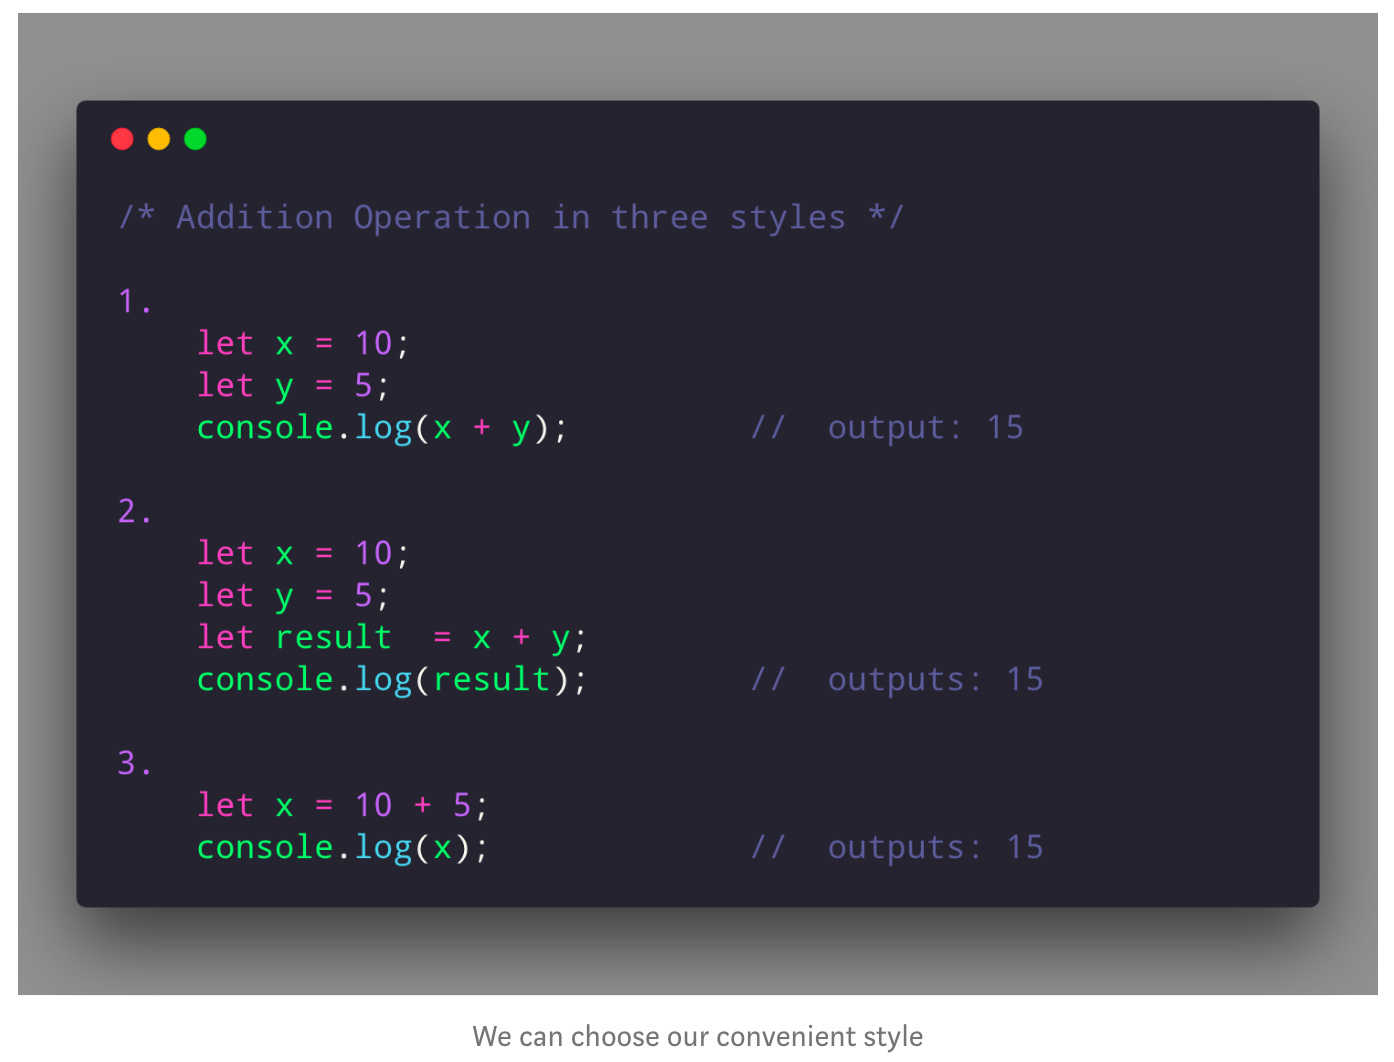 /* Addition Operation in three styles */
1.
let x = 10;
let y = 5;
console.log(x + y); // output: 15
2.
let x = 10;
let y = 5;
let result  = x + y;
console.log(result); // outputs: 15
3.
let x = 10 + 5;
console.log(x); // outputs: 15
We can choose our convenient style